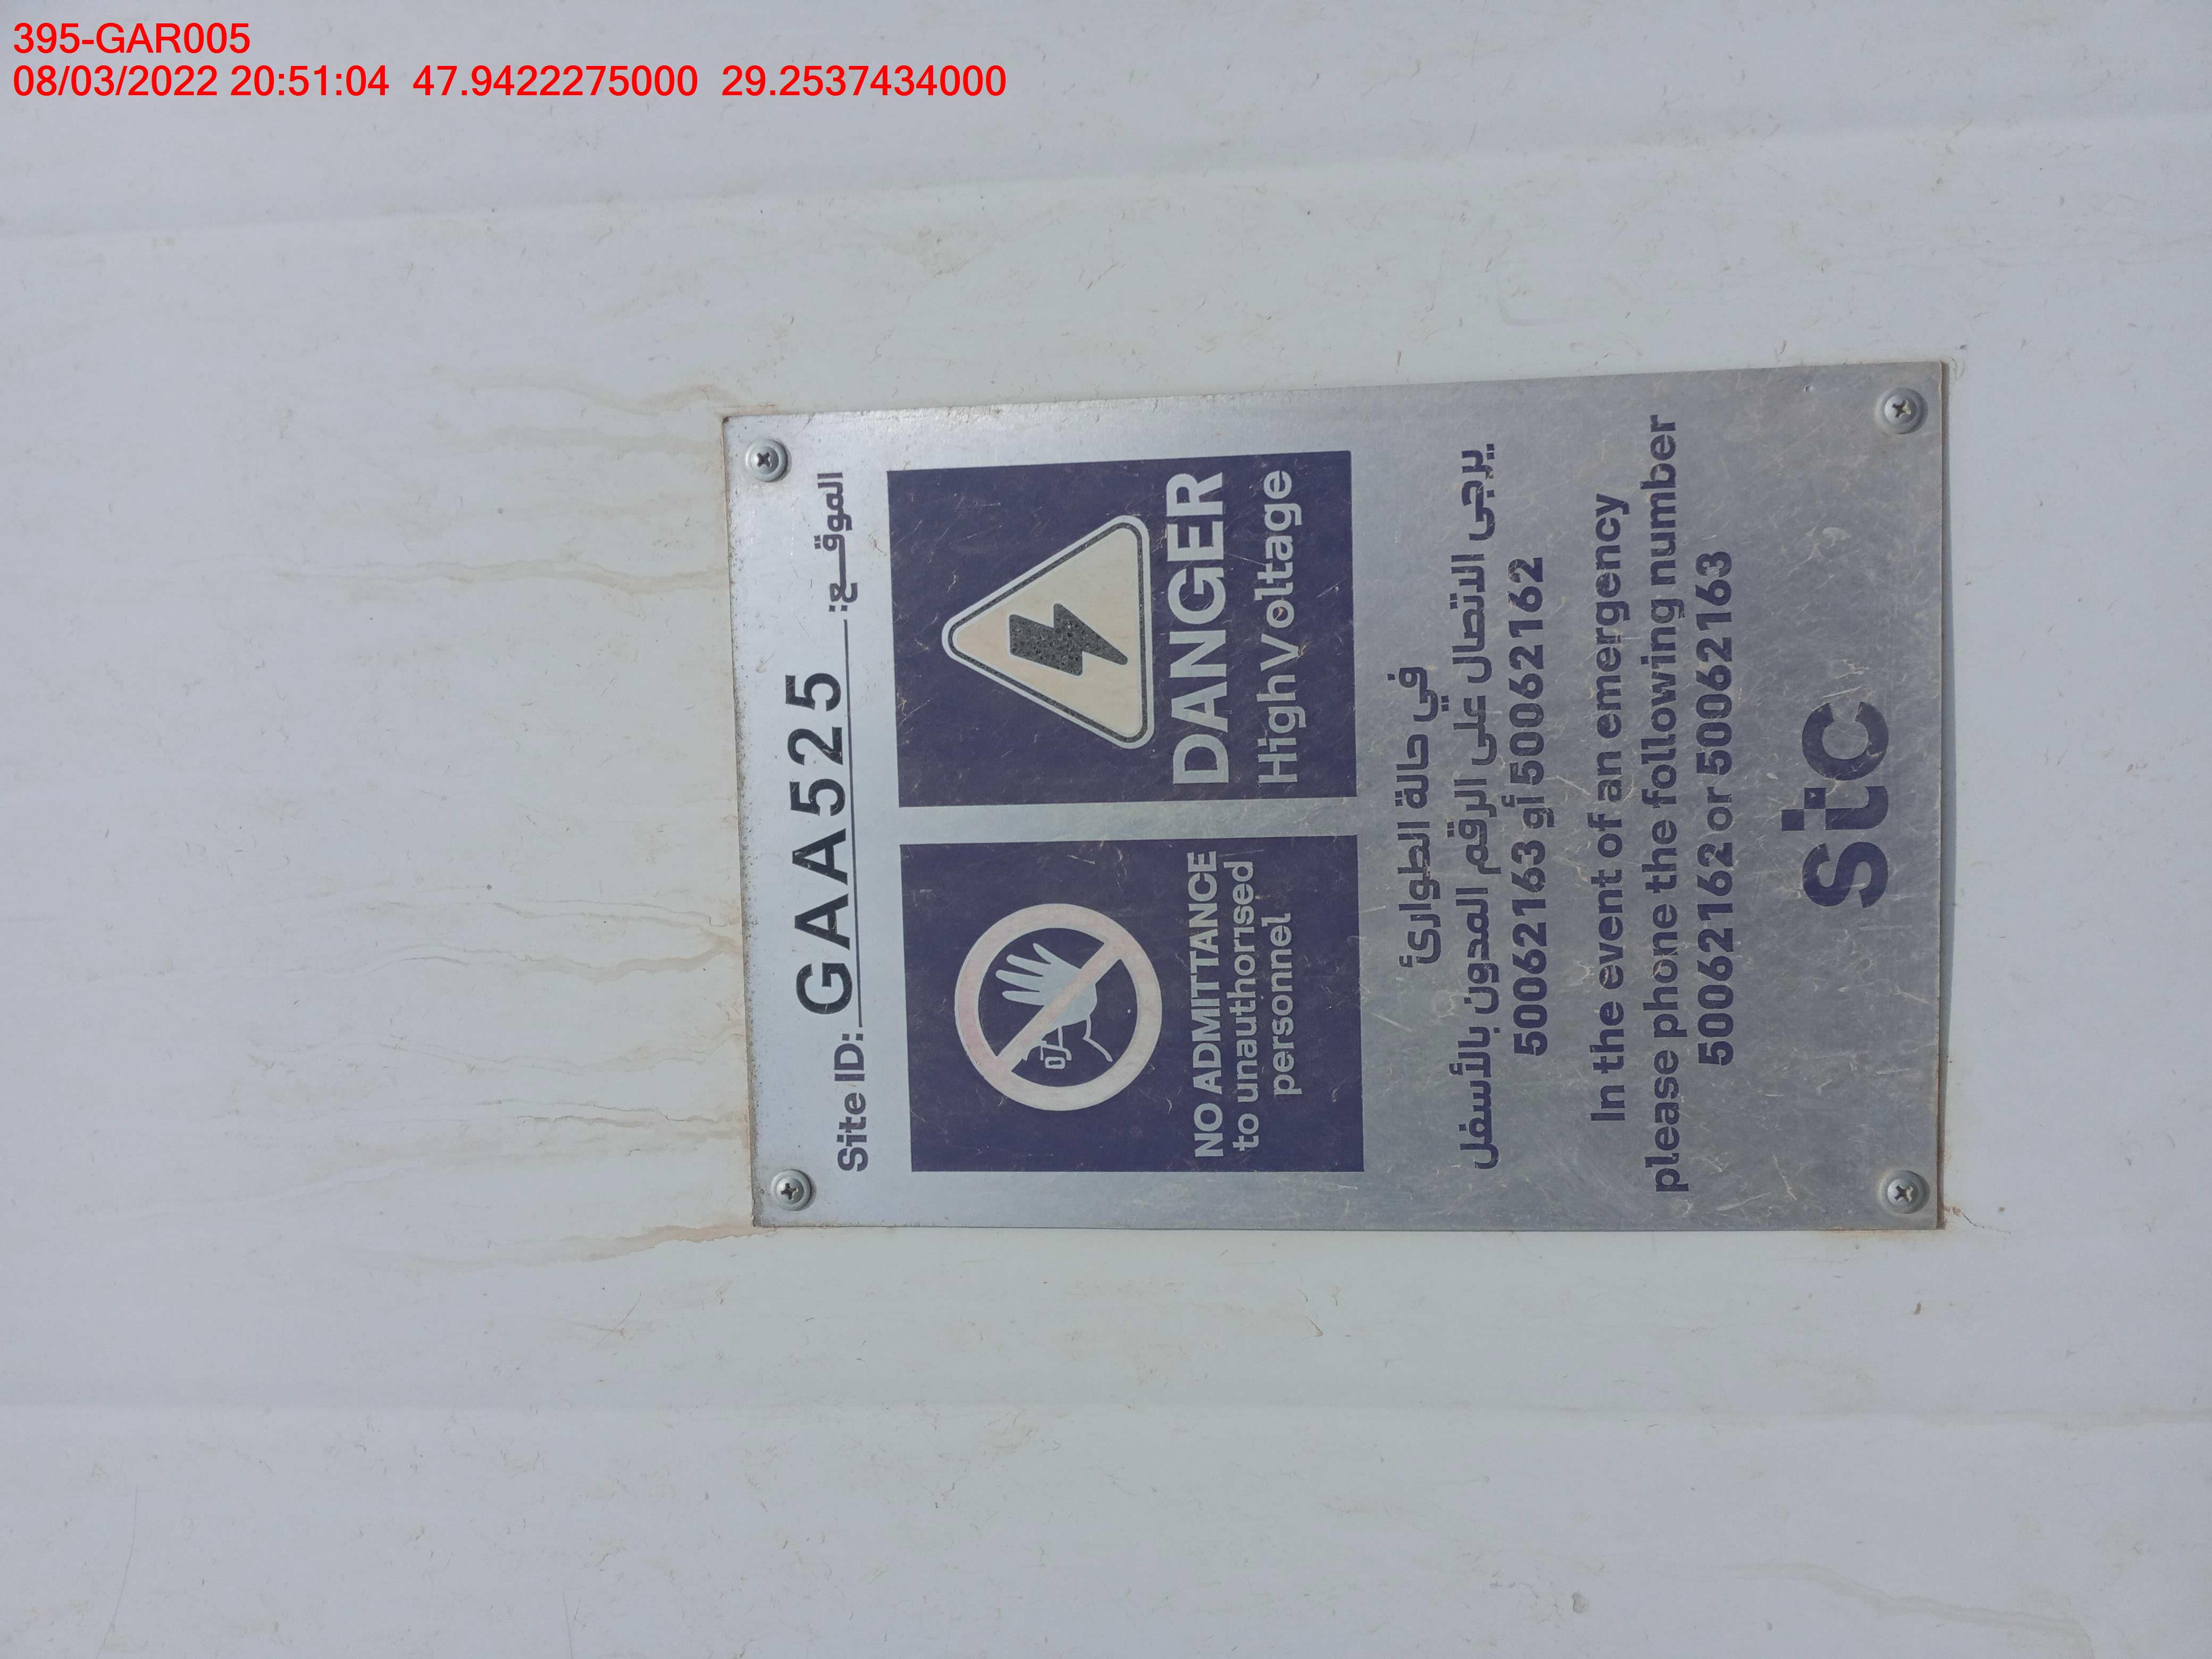 395-GAR005
08/03/2022 20:51:04 47.9422275000 29.2537434000
Site ID: GAA525 الموقـــع:
NO ADMITTANCE
to unauthorised
personnel
DANGER
High Voltage
في حالة الطوارئ
يرجى الاتصال على الرقم المدون بالأسفل
50062163 أو 50062162
In the event of an emergency
please phone the following number
50062162 or 50062163
stc